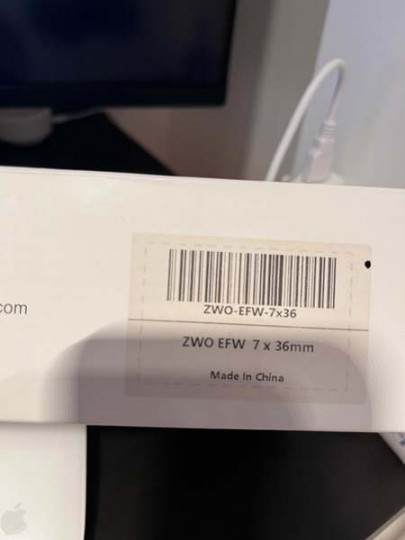 com
ZWO-EFW-7x36
ZWO EFW 7 x 36mm
Made In China